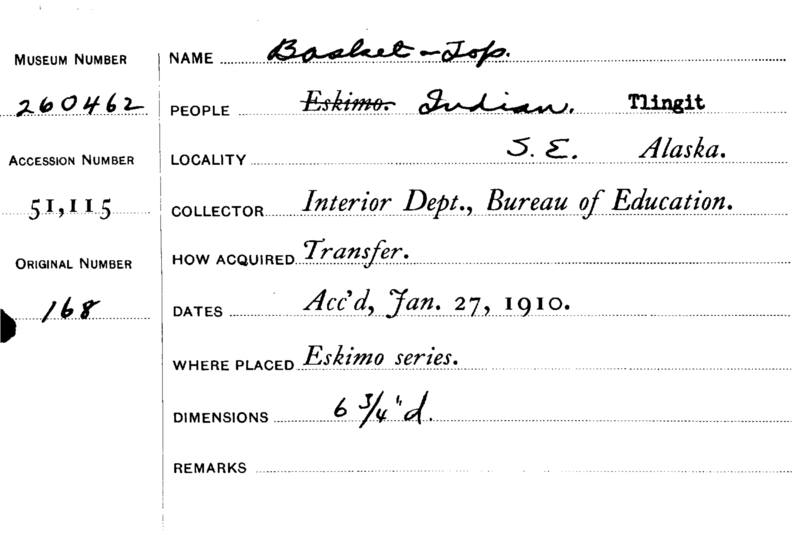 MUSEUM NUMBER
260462
ACCESSION NUMBER
51,115
ORIGINAL NUMBER
168
NAME Basket-Top.
PEOPLE Eskimo. Indian. Tlingit
LOCALITY S. E. Alaska.
COLLECTOR Interior Dept., Bureau of Education.
HOW ACQUIRED Transfer.
DATES Acc'd, Jan. 27, 1910.
WHERE PLACED Eskimo series.
DIMENSIONS 6 3/4" d.
REMARKS